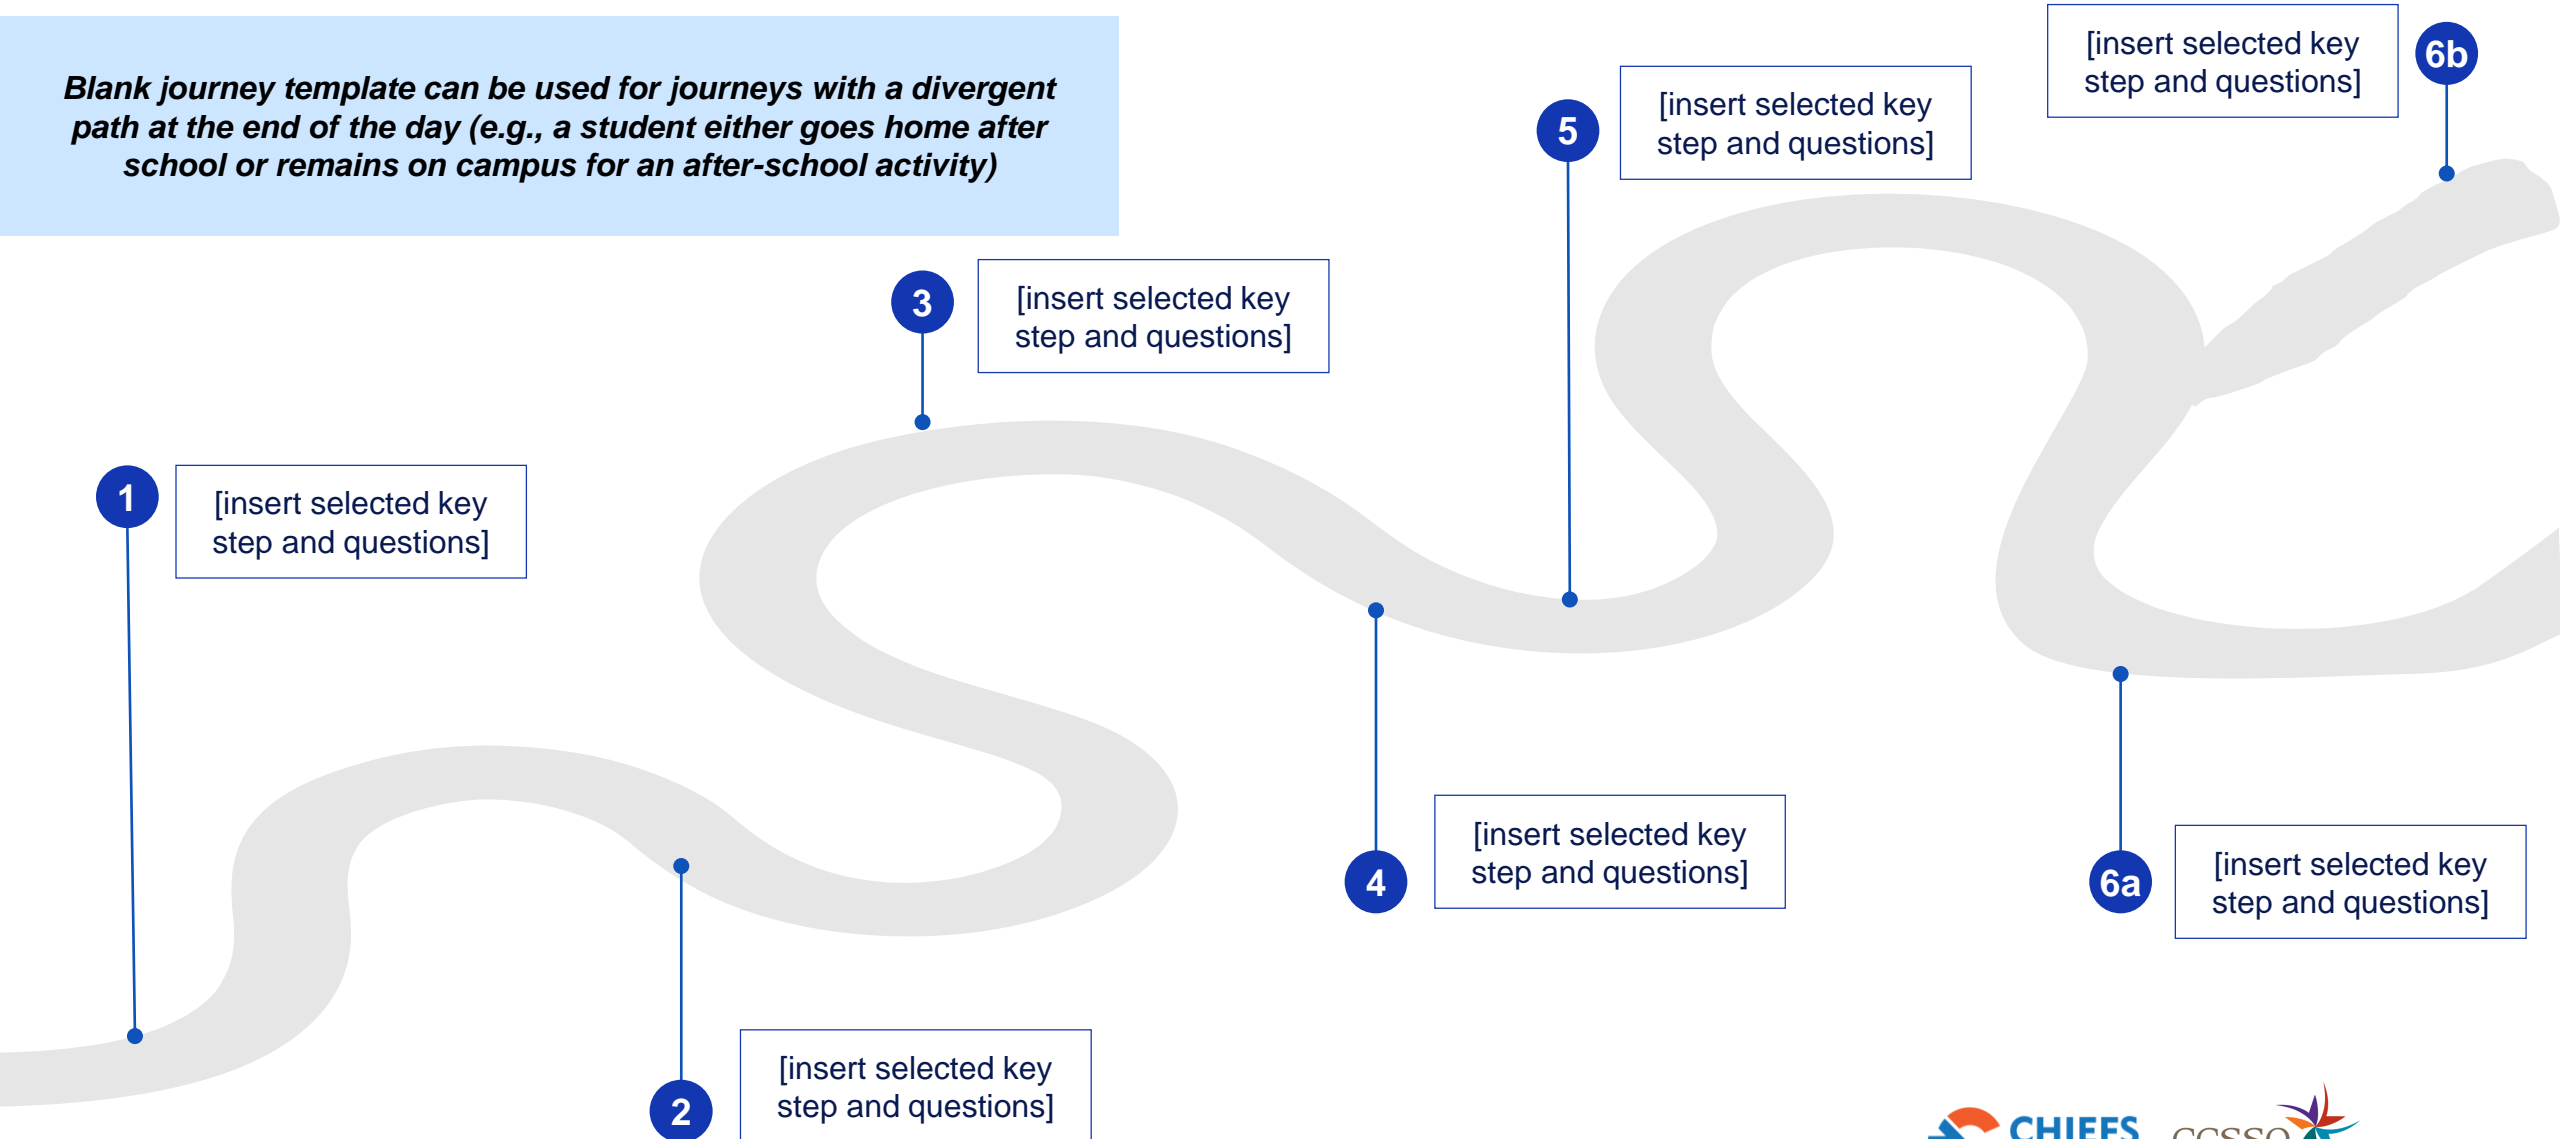 Blank journey template can be used for journeys with a divergent
path at the end of the day (e.g., a student either goes home after
school or remains on campus for an after-school activity)
1
[insert selected key
step and questions]
2
[insert selected key
step and questions]
3
[insert selected key
step and questions]
4
[insert selected key
step and questions]
5
[insert selected key
step and questions]
6a
[insert selected key
step and questions]
6b
[insert selected key
step and questions]
CHIEFS
CCSSO